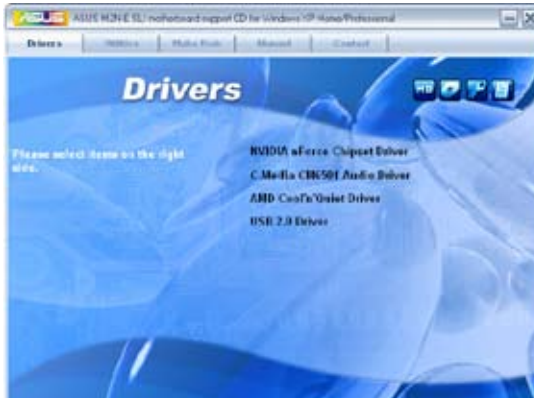 ASUS
ASUS M2N-E SLI motherboard support CD for Windows XP Home/Professional
Drivers Utilities Make Disk Manual Contact
Drivers
Please select items on the right
side.
NVIDIA nForce Chipset Driver
C-Media CM6501 Audio Driver
AMD Cool'n'Quiet Driver
USB 2.0 Driver